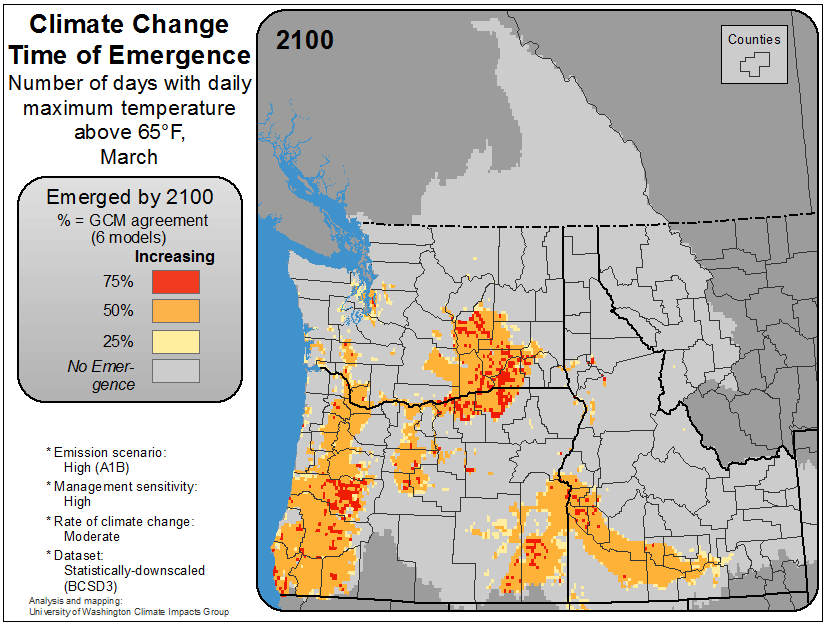 Climate Change
Time of Emergence
Number of days with daily
maximum temperature
above 65°F,
March
Emerged by 2100
% = GCM agreement
(6 models)
Increasing
75%
50%
25%
No Emer-
gence
* Emission scenario:
High (A1B)
* Management sensitivity:
High
* Rate of climate change:
Moderate
* Dataset:
Statistically-downscaled
(BCSD3)
Analysis and mapping:
University of Washington Climate Impacts Group
2100
Counties